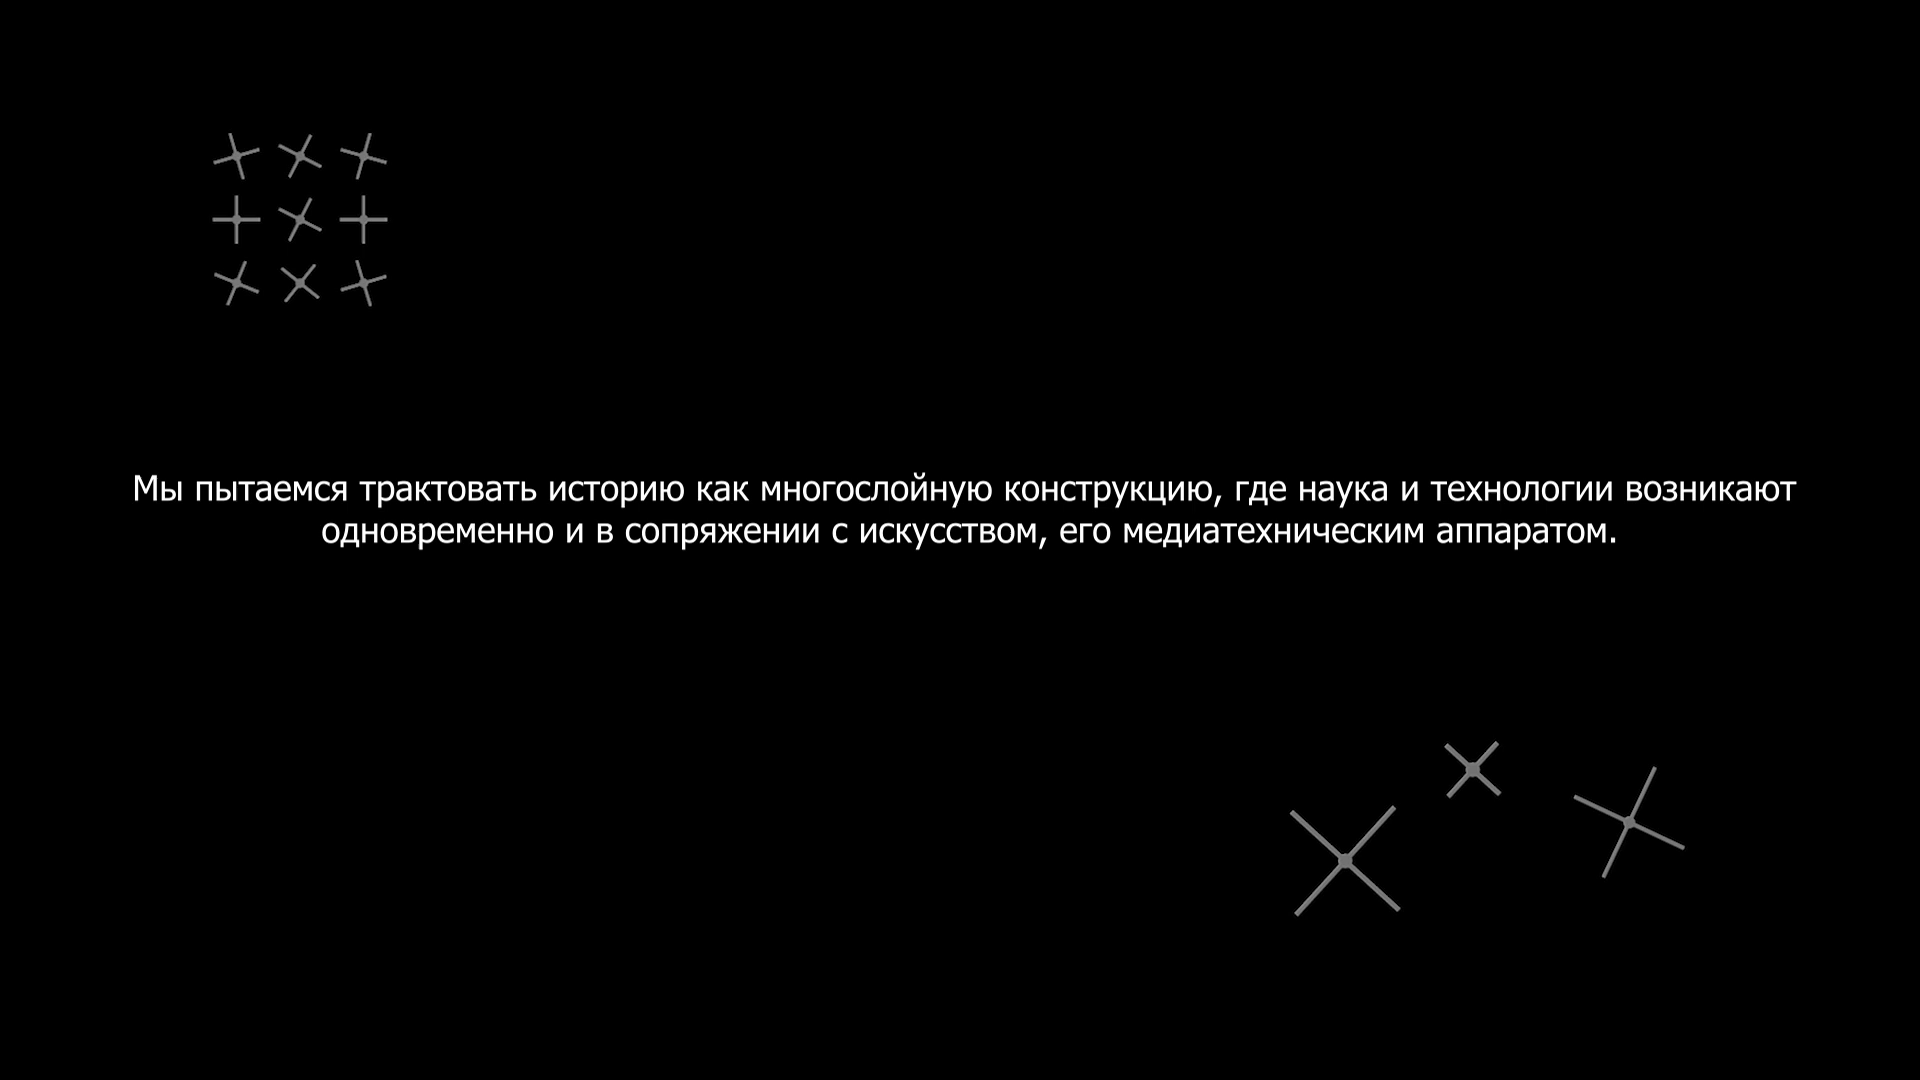 Мы пытаемся трактовать историю как многослойную конструкцию, где наука и технологии возникают
одновременно и в сопряжении с искусством, его медиатехническим аппаратом.